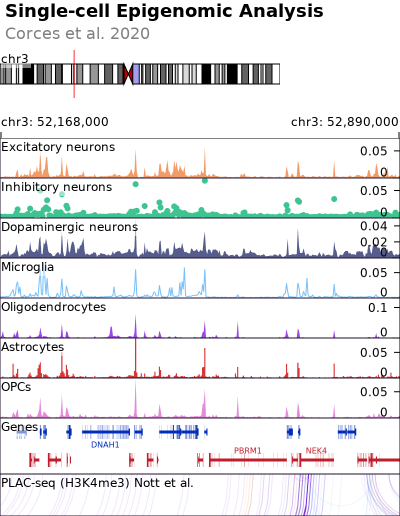 Single-cell Epigenomic Analysis
Corces et al. 2020
chr3
chr3: 52,168,000 chr3: 52,890,000
Excitatory neurons 0.05
0
Inhibitory neurons 0.05
0
Dopaminergic neurons 0.04
0.02
0
Microglia 0.05
0
Oligodendrocytes 0.1
0
Astrocytes 0.05
0
OPCs 0.05
0
Genes
DNAH1
PBRM1 NEK4
PLAC-seq (H3K4me3) Nott et al.